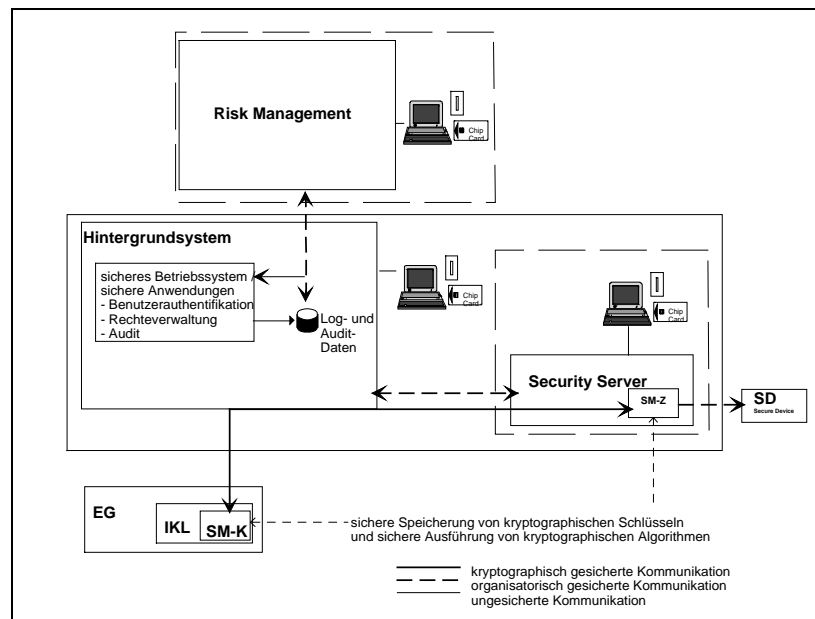 Risk Management
Chip
Card
Hintergrundsystem
sicheres Betriebssystem /
sichere Anwendungen
- Benutzerauthentifikation
- Rechteverwaltung
- Audit
Log- und
Audit-
Daten
Chip
Card
Chip
Card
Security Server
SM-Z
SD
Secure Device
EG
IKL
SM-K
sichere Speicherung von kryptographischen Schlüsseln
und sichere Ausführung von kryptographischen Algorithmen
kryptographisch gesicherte Kommunikation
organisatorisch gesicherte Kommunikation
ungesicherte Kommunikation